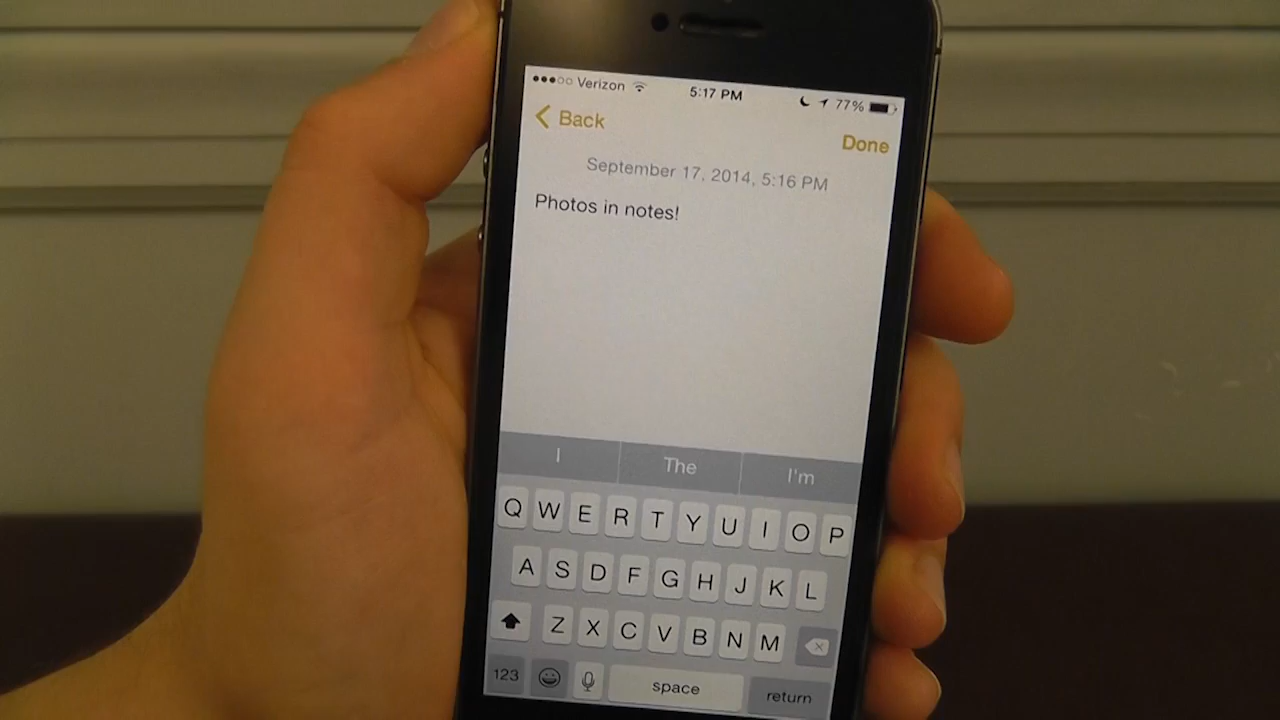 Verizon 5:17 PM 77%
Back
Done
September 17, 2014, 5:16 PM
Photos in notes!
I The I'm
Q W E R T Y U I O P
A S D F G H J K L
Z X C V B N M
123 space return